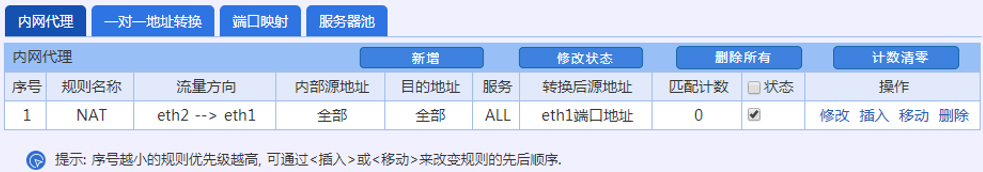 内网代理 一对一地址转换 端口映射 服务器池
内网代理 新增 修改状态 删除所有 计数清零
序号 规则名称 流量方向 内部源地址 目的地址 服务 转换后源地址 匹配计数 状态 操作
1 NAT eth2 --> eth1 全部 全部 ALL eth1端口地址 0 修改 插入 移动 删除
提示: 序号越小的规则优先级越高, 可通过<插入>或<移动>来改变规则的先后顺序.